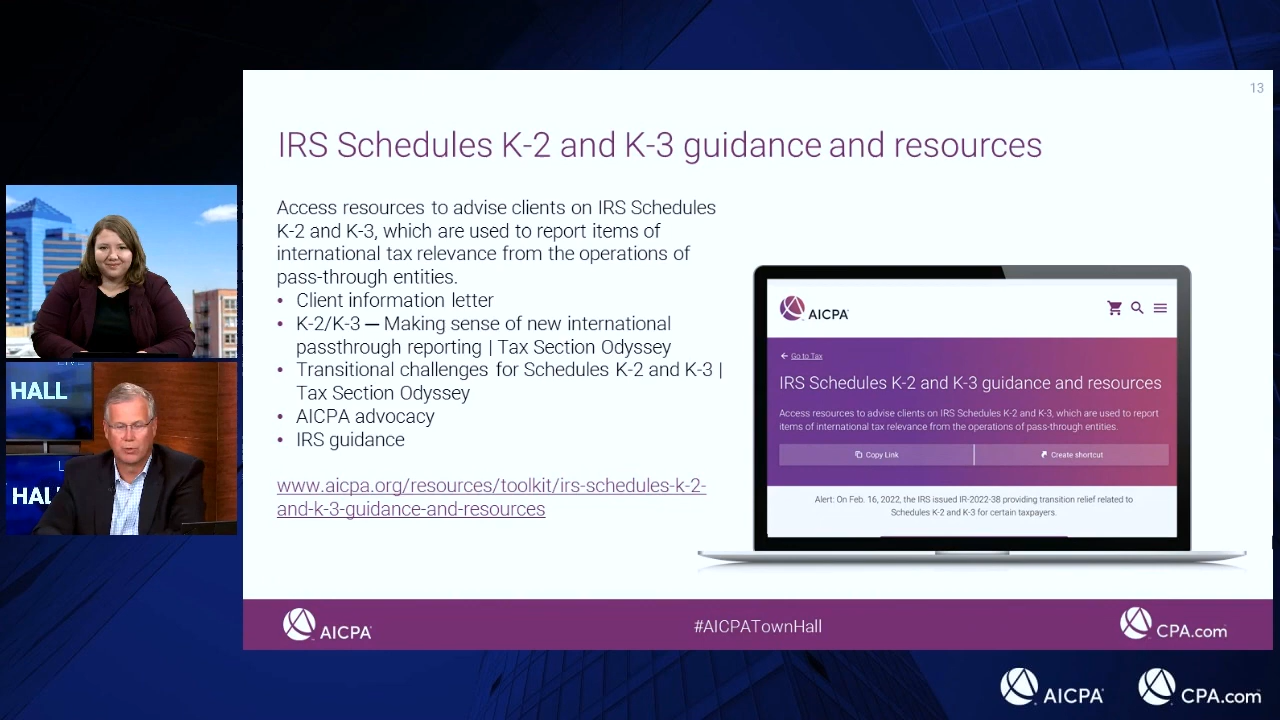 13
IRS Schedules K-2 and K-3 guidance and resources
Access resources to advise clients on IRS Schedules
K-2 and K-3, which are used to report items of
international tax relevance from the operations of
pass-through entities.
• Client information letter
• K-2/K-3 — Making sense of new international
passthrough reporting | Tax Section Odyssey
• Transitional challenges for Schedules K-2 and K-3 |
Tax Section Odyssey
• AICPA advocacy
• IRS guidance
www.aicpa.org/resources/toolkit/irs-schedules-k-2-
and-k-3-guidance-and-resources
AICPA
Go to Tax
IRS Schedules K-2 and K-3 guidance and resources
Access resources to advise clients on IRS Schedules K-2 and K-3, which are used to report
items of international tax relevance from the operations of pass-through entities.
Copy Link
Create shortcut
Alert: On Feb. 16, 2022, the IRS issued IR-2022-38 providing transition relief related to
Schedules K-2 and K-3 for certain taxpayers.
HALL
HAL
AICPA
#AICPATownHall
CPA.com
AICPA
CPA.com